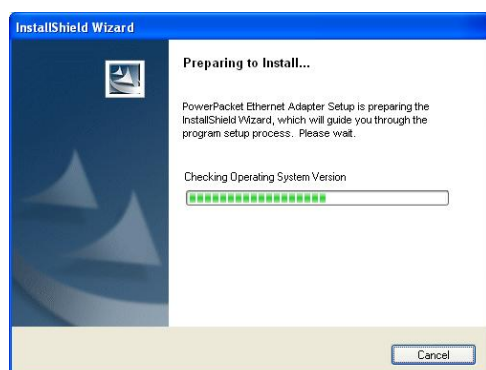 InstallShield Wizard
Preparing to Install...
PowerPacket Ethernet Adapter Setup is preparing the
InstallShield Wizard, which will guide you through the
program setup process. Please wait.
Checking Operating System Version
Cancel